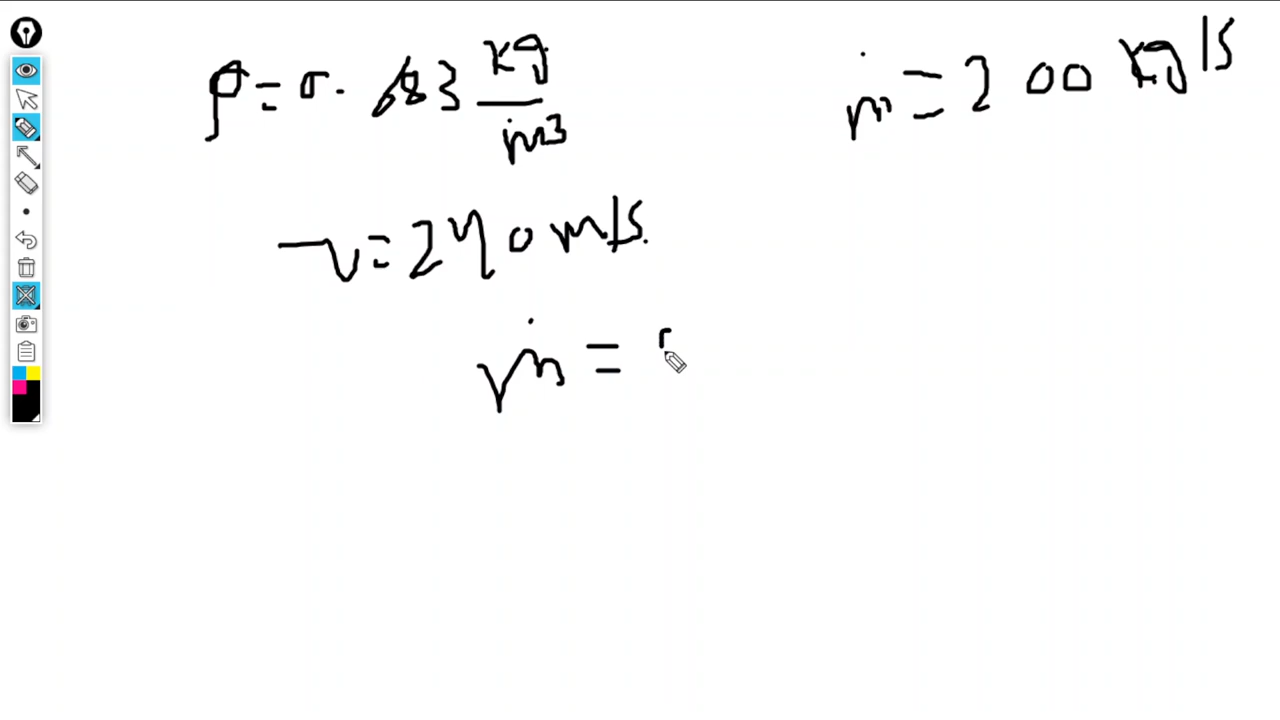 ρ = 0.683 kg/m³
ṁ = 200 kg/s
v = 240 m/s.
ṁ =